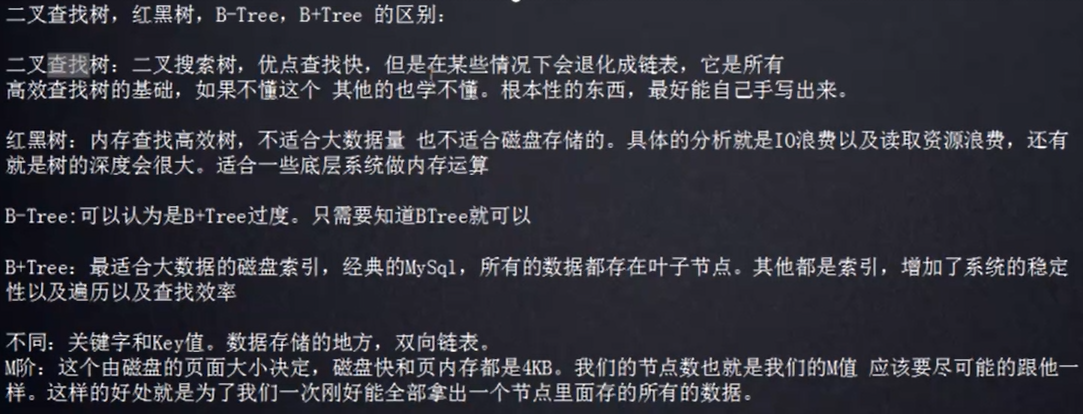 二叉查找树，红黑树，B-Tree，B+Tree 的区别：
二叉查找树：二叉搜索树，优点查找快，但是在某些情况下会退化成链表，它是所有
高效查找树的基础，如果不懂这个 其他的也学不懂。根本性的东西，最好能自己手写出来。
红黑树：内存查找高效树，不适合大数据量 也不适合磁盘存储的。具体的分析就是IO浪费以及读取资源浪费，还有
就是树的深度会很大。适合一些底层系统做内存运算
B-Tree:可以认为是B+Tree过度。只需要知道BTree就可以
B+Tree：最适合大数据的磁盘索引，经典的MySql，所有的数据都存在叶子节点。其他都是索引，增加了系统的稳定
性以及遍历以及查找效率
不同：关键字和Key值。数据存储的地方，双向链表。
M阶：这个由磁盘的页面大小决定，磁盘快和页内存都是4KB。我们的节点数也就是我们的M值 应该要尽可能的跟他一
样。这样的好处就是为了我们一次刚好能全部拿出一个节点里面存的所有的数据。